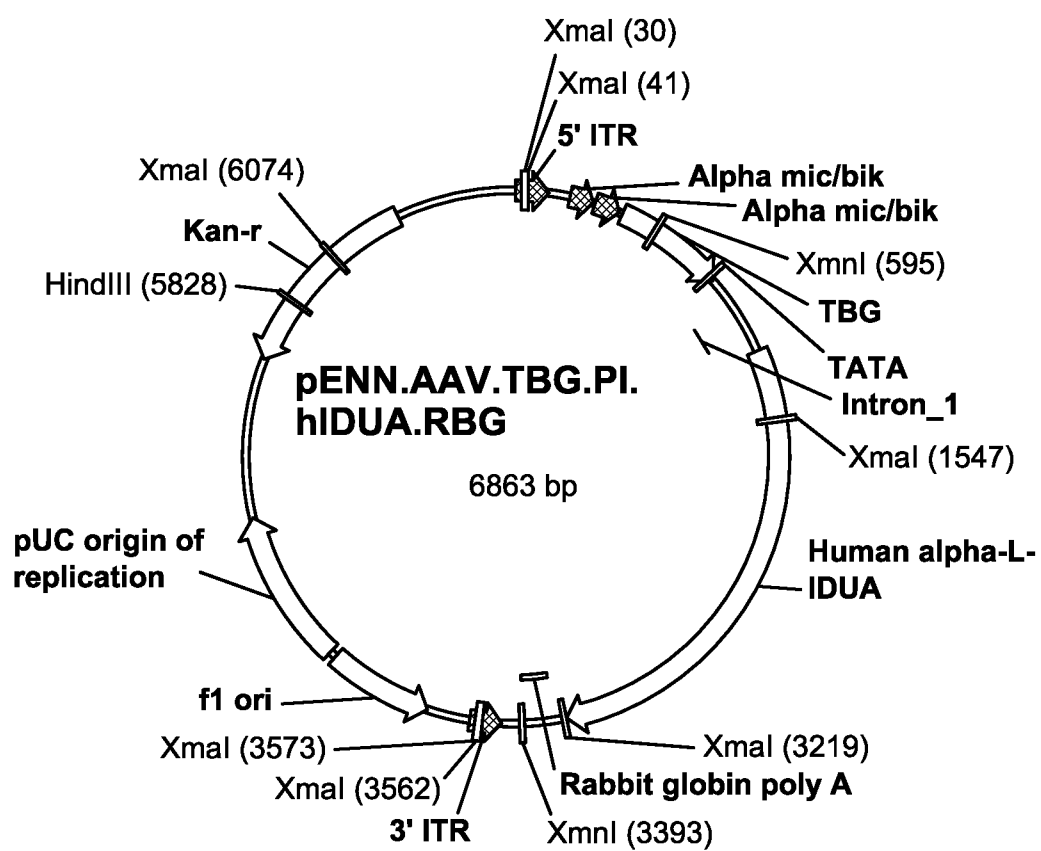 XmaI (30)
XmaI (41)
5' ITR
Alpha mic/bik
Alpha mic/bik
XmnI (595)
TBG
TATA
Intron_1
XmaI (1547)
Human alpha-L-
IDUA
XmaI (3219)
Rabbit globin poly A
XmnI (3393)
3' ITR
XmaI (3562)
XmaI (3573)
f1 ori
pUC origin of
replication
HindIII (5828)
Kan-r
XmaI (6074)
pENN.AAV.TBG.PI.
hIDUA.RBG
6863 bp